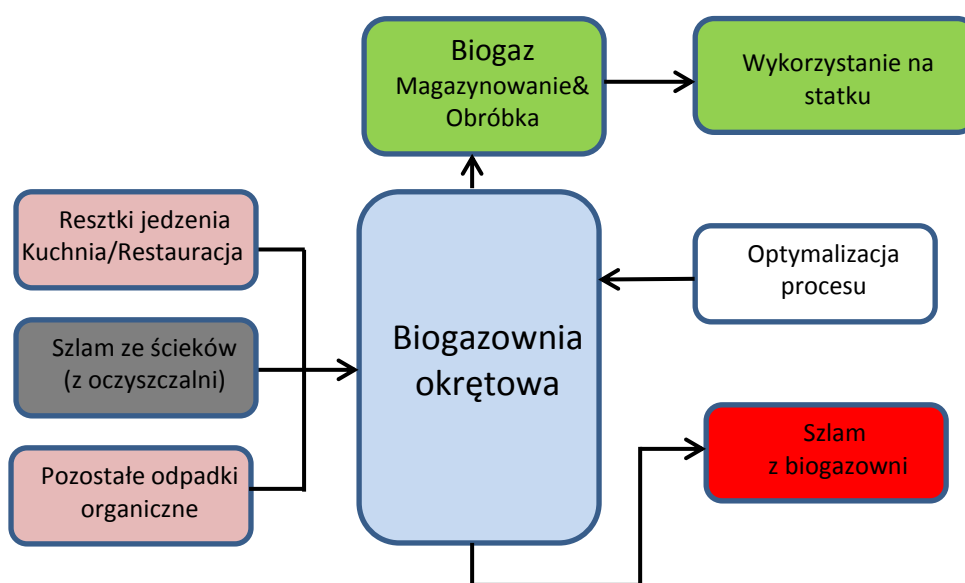 Biogaz
Magazynowanie&
Obróbka
Wykorzystanie na
statku
Resztki jedzenia
Kuchnia/Restauracja
Szlam ze ścieków
(z oczyszczalni)
Pozostałe odpadki
organiczne
Biogazownia
okrętowa
Optymalizacja
procesu
Szlam
z biogazowni